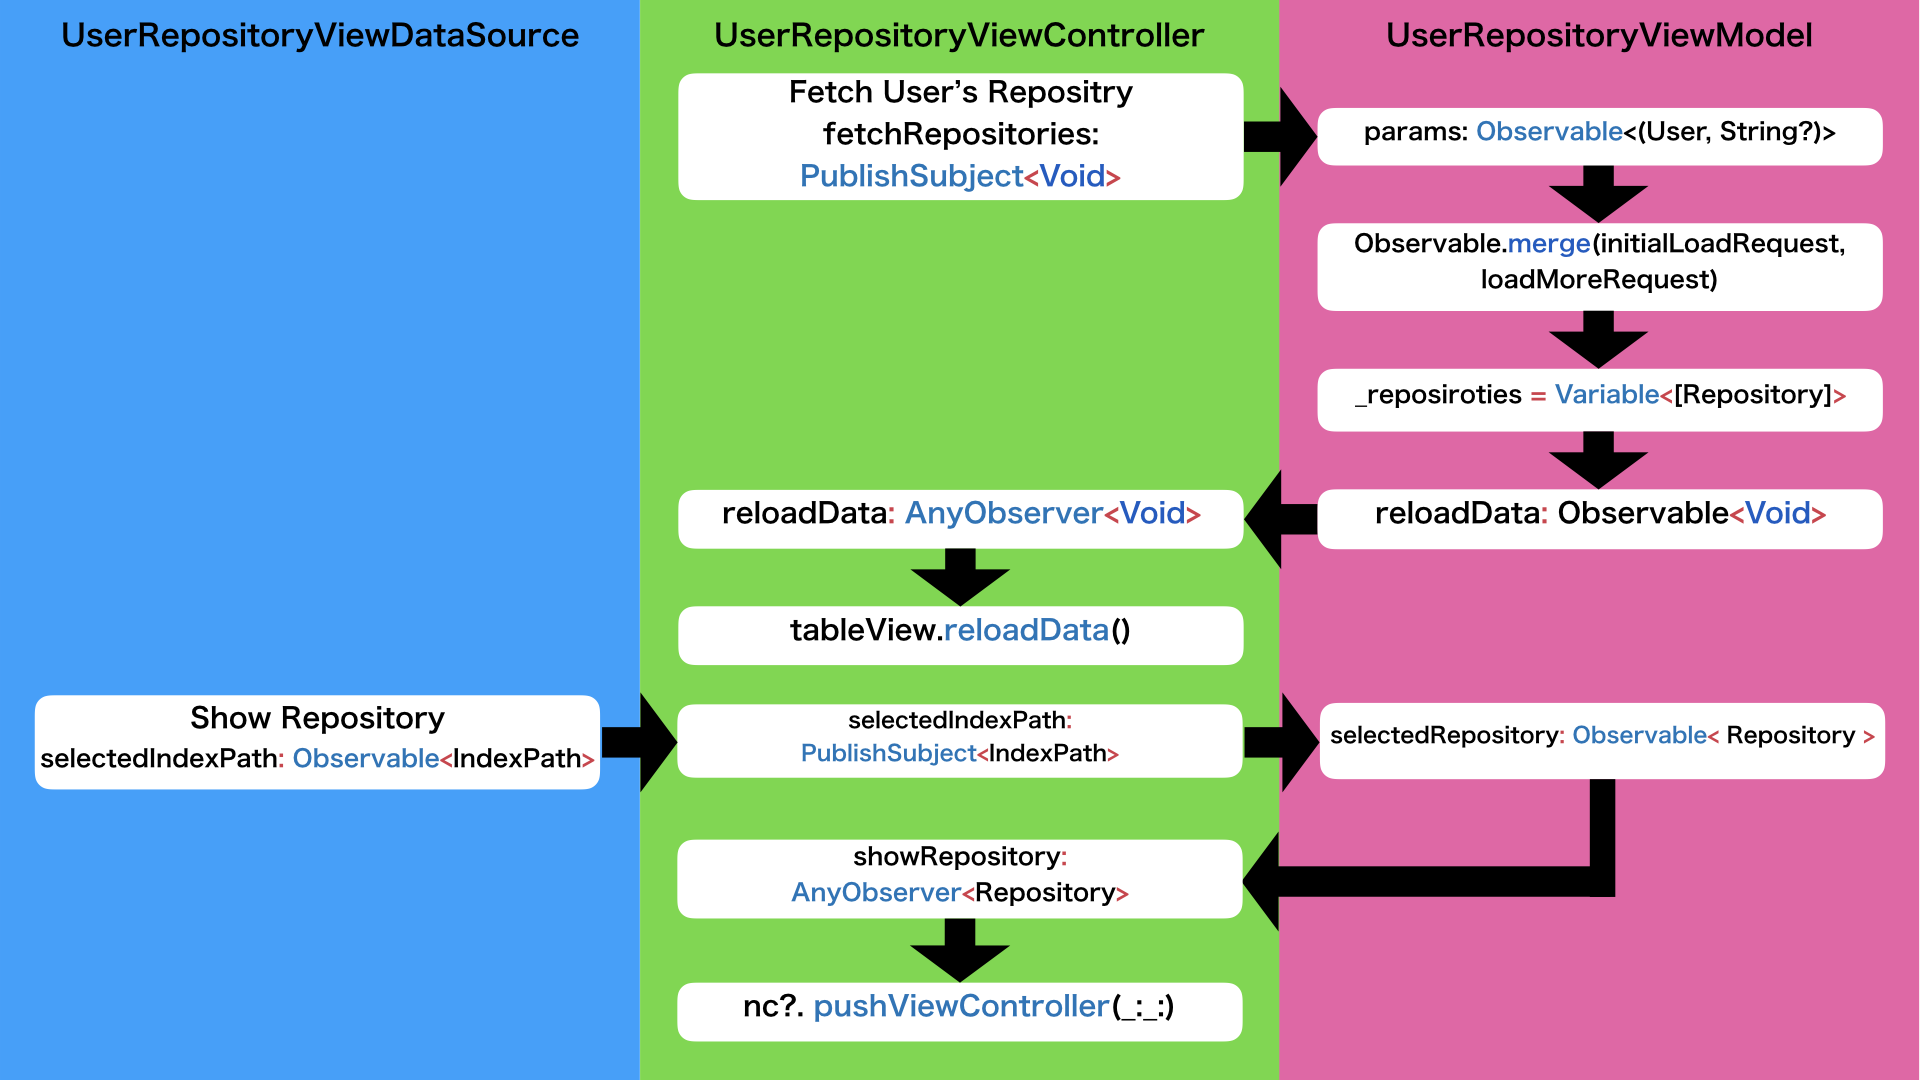 UserRepositoryViewDataSource
UserRepositoryViewController
UserRepositoryViewModel
Fetch User’s Repositry
fetchRepositories:
PublishSubject<Void>
params: Observable<(User, String?)>
Observable.merge(initialLoadRequest,
loadMoreRequest)
_reposiroties = Variable<[Repository]>
reloadData: Observable<Void>
reloadData: AnyObserver<Void>
tableView.reloadData()
Show Repository
selectedIndexPath: Observable<IndexPath>
selectedIndexPath:
PublishSubject<IndexPath>
selectedRepository: Observable< Repository >
showRepository:
AnyObserver<Repository>
nc?. pushViewController(_:_:)